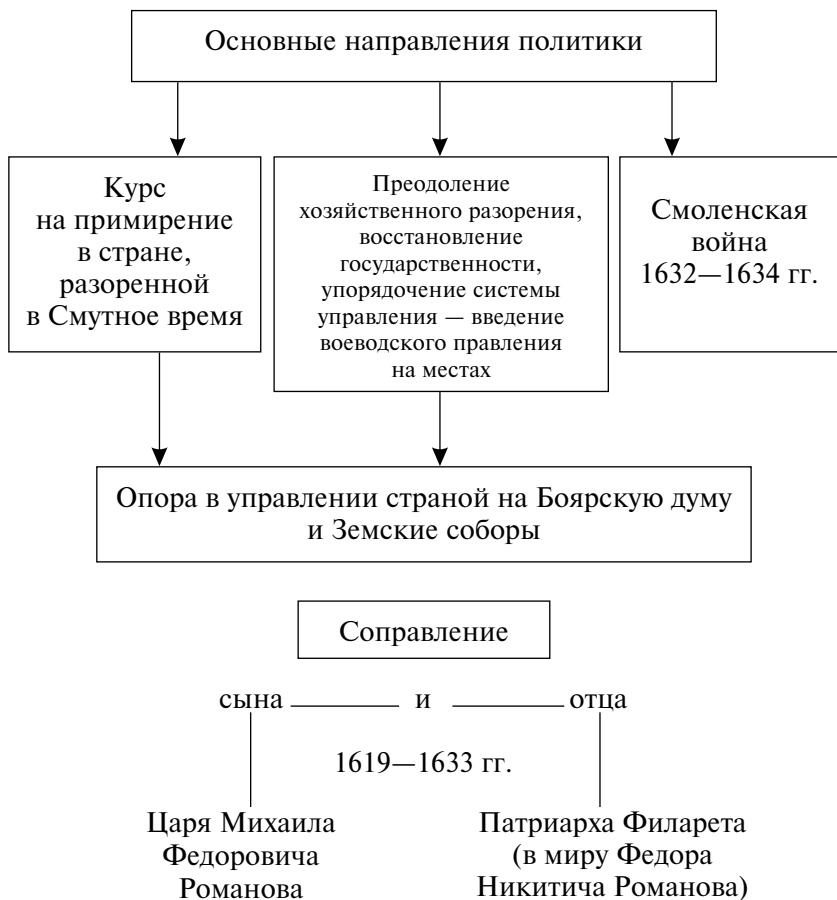 Основные направления политики
Курс
на примирение
в стране,
разоренной
в Смутное время
Преодоление
хозяйственного разорения,
восстановление
государственности,
упорядочение системы
управления — введение
воеводского правления
на местах
Смоленская
война
1632—1634 гг.
Опора в управлении страной на Боярскую думу
и Земские соборы
Соправление
сына и отца
1619—1633 гг.
Царя Михаила
Федоровича
Романова
Патриарха Филарета
(в миру Федора
Никитича Романова)